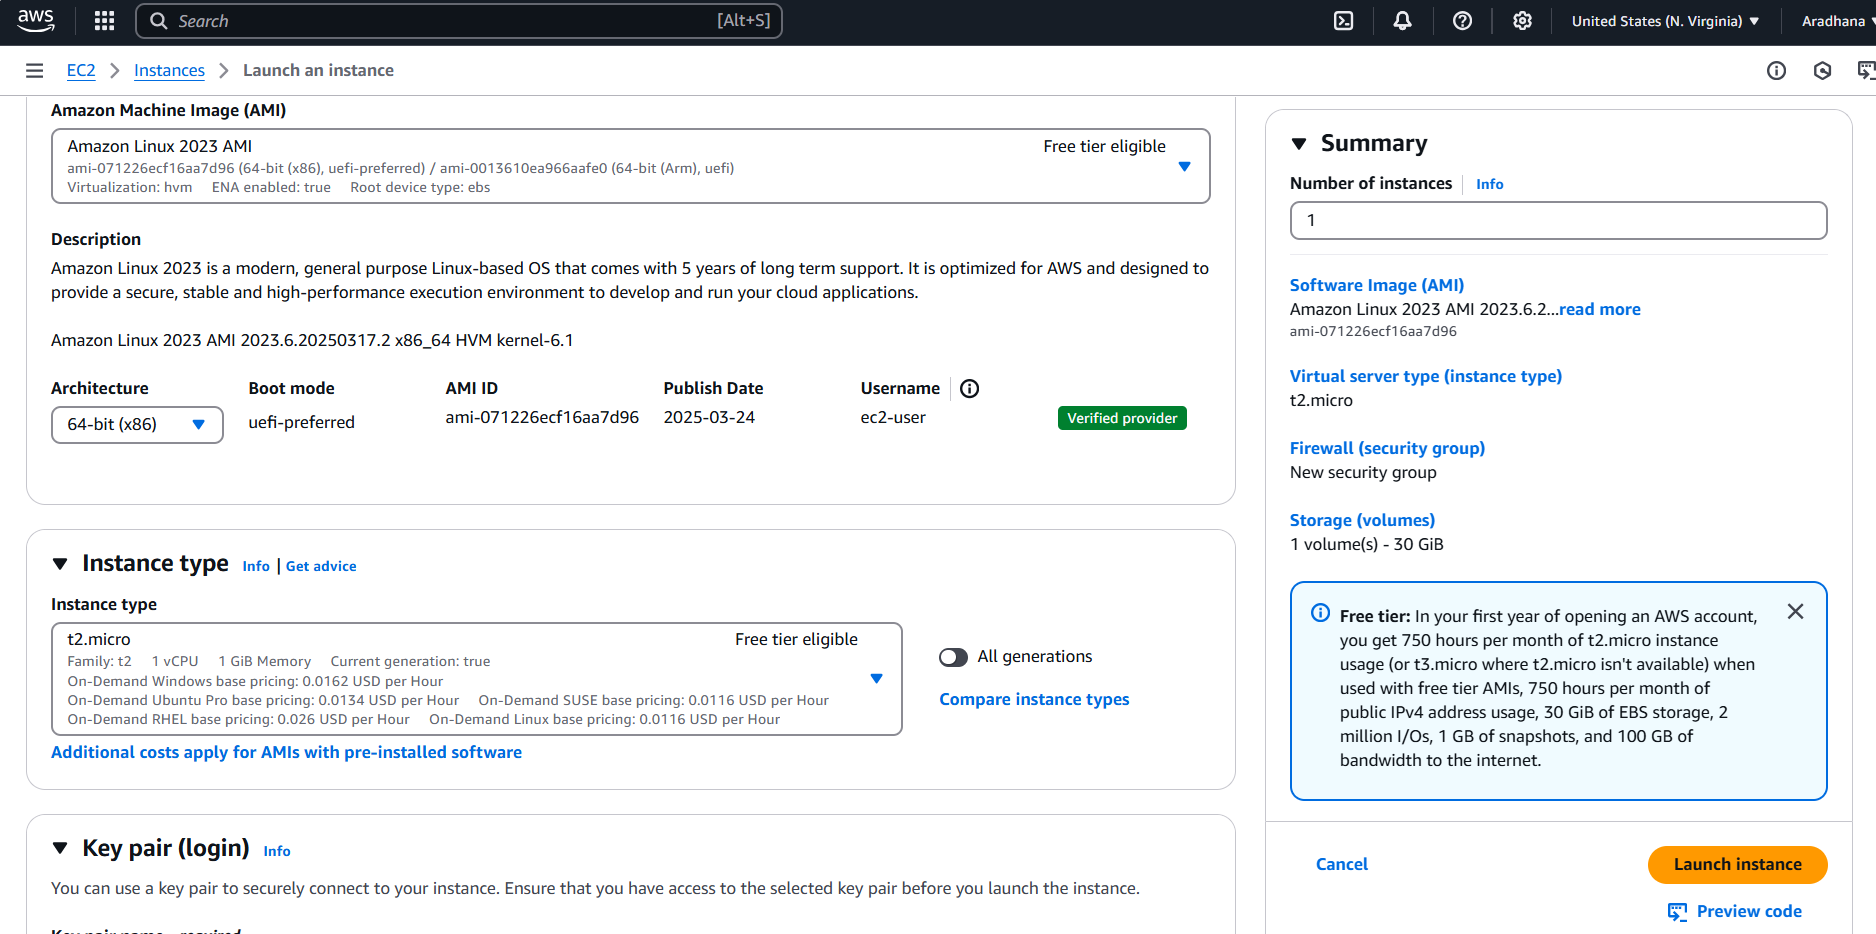 aws
Search [Alt+S]
United States (N. Virginia)
Aradhana
EC2 Instances Launch an instance
Amazon Machine Image (AMI)
Amazon Linux 2023 AMI Free tier eligible
ami-071226ecf16aa7d96 (64-bit (x86), uefi-preferred) / ami-0013610ea966aafe0 (64-bit (Arm), uefi)
Virtualization: hvm ENA enabled: true Root device type: ebs
Description
Amazon Linux 2023 is a modern, general purpose Linux-based OS that comes with 5 years of long term support. It is optimized for AWS and designed to
provide a secure, stable and high-performance execution environment to develop and run your cloud applications.
Amazon Linux 2023 AMI 2023.6.20250317.2 x86_64 HVM kernel-6.1
Architecture Boot mode AMI ID Publish Date Username
64-bit (x86) uefi-preferred ami-071226ecf16aa7d96 2025-03-24 ec2-user Verified provider
Instance type Info | Get advice
Instance type
t2.micro Free tier eligible
Family: t2 1 vCPU 1 GiB Memory Current generation: true
On-Demand Windows base pricing: 0.0162 USD per Hour
On-Demand Ubuntu Pro base pricing: 0.0134 USD per Hour On-Demand SUSE base pricing: 0.0116 USD per Hour
On-Demand RHEL base pricing: 0.026 USD per Hour On-Demand Linux base pricing: 0.0116 USD per Hour
All generations
Compare instance types
Additional costs apply for AMIs with pre-installed software
Key pair (login) Info
You can use a key pair to securely connect to your instance. Ensure that you have access to the selected key pair before you launch the instance.
Key pair name - required
Summary
Number of instances Info
1
Software Image (AMI)
Amazon Linux 2023 AMI 2023.6.2...read more
ami-071226ecf16aa7d96
Virtual server type (instance type)
t2.micro
Firewall (security group)
New security group
Storage (volumes)
1 volume(s) - 30 GiB
Free tier: In your first year of opening an AWS account,
you get 750 hours per month of t2.micro instance
usage (or t3.micro where t2.micro isn't available) when
used with free tier AMIs, 750 hours per month of
public IPv4 address usage, 30 GiB of EBS storage, 2
million I/Os, 1 GB of snapshots, and 100 GB of
bandwidth to the internet.
Cancel Launch instance
Preview code